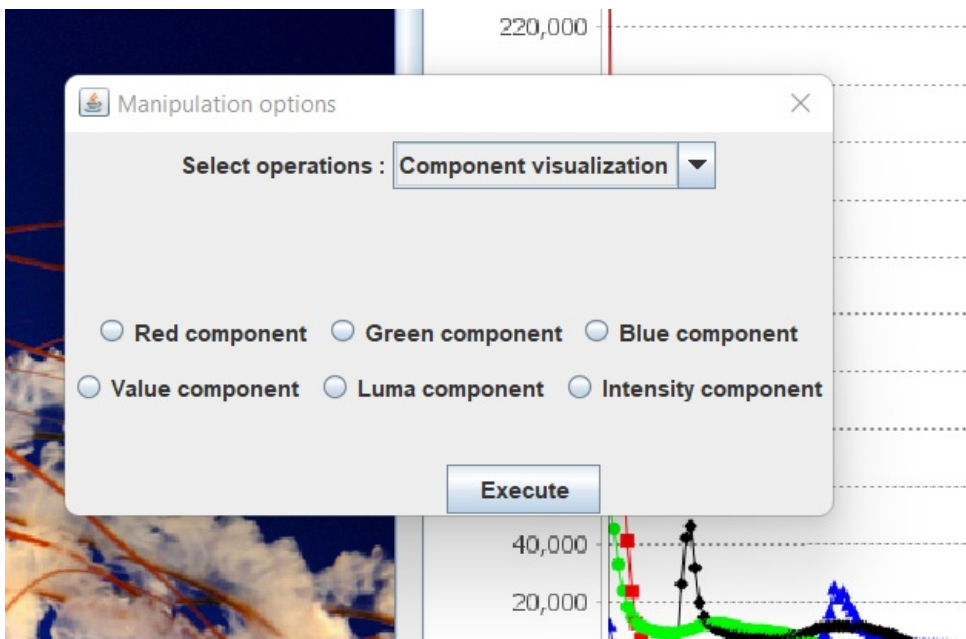 220,000
Manipulation options
Select operations : Component visualization
Red component Green component Blue component
Value component Luma component Intensity component
Execute
40,000
20,000